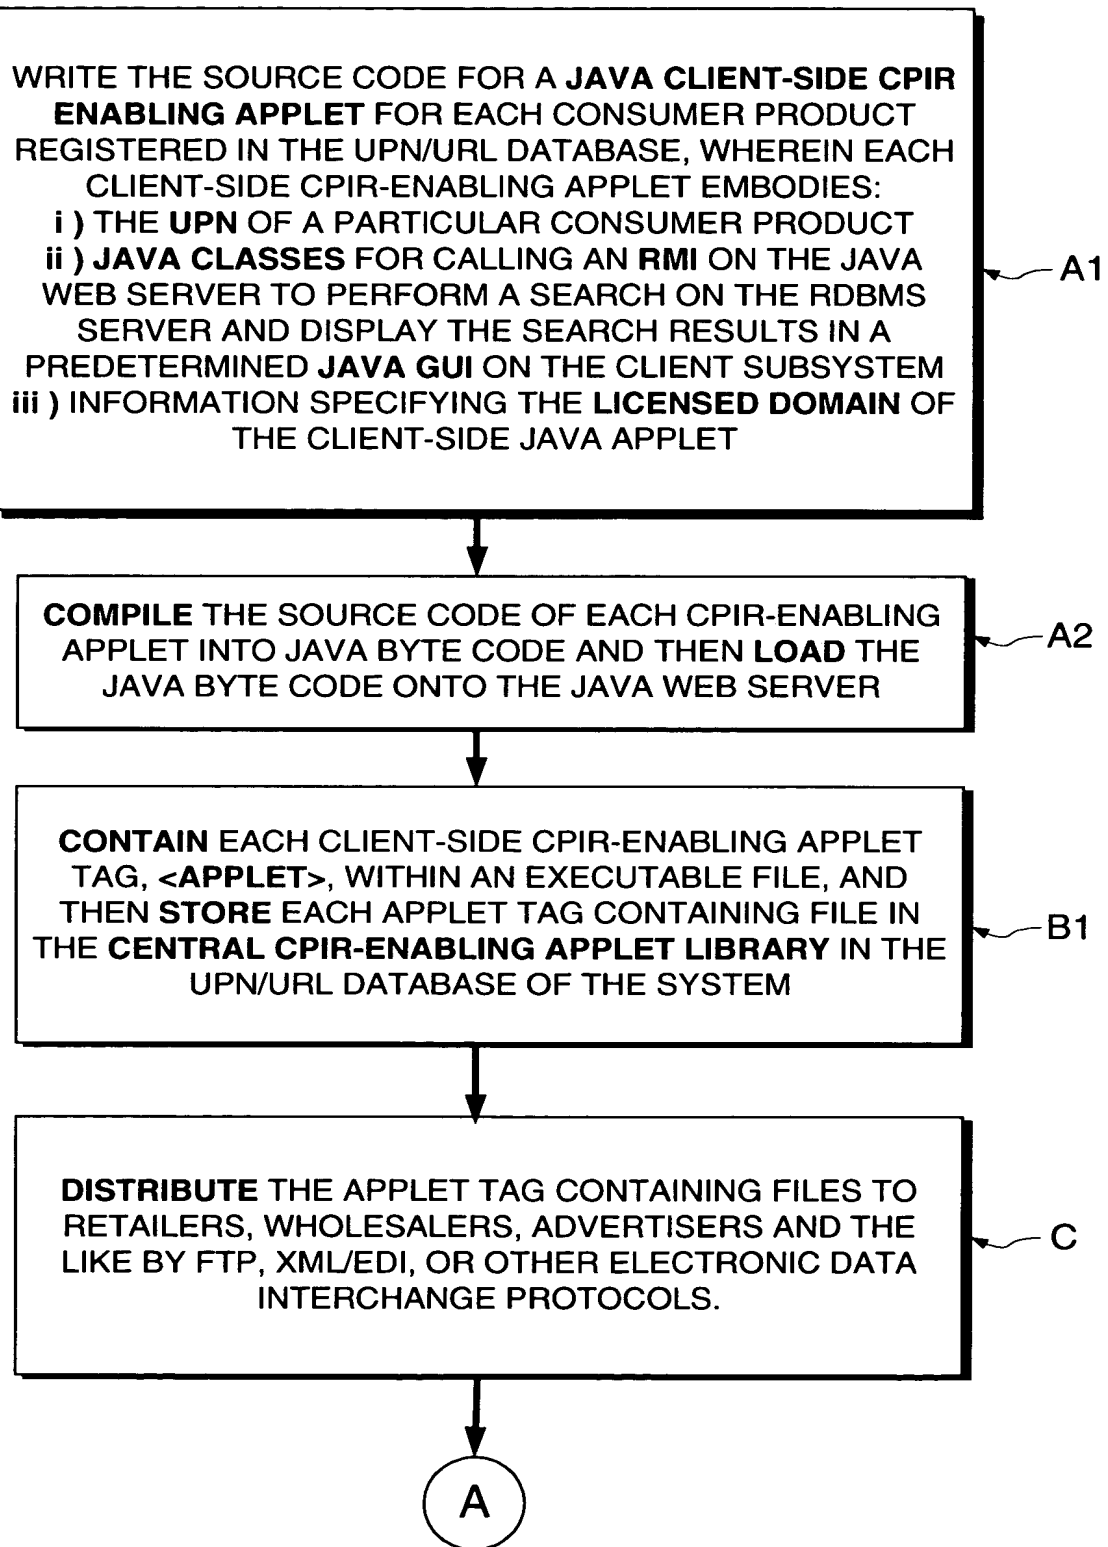 WRITE THE SOURCE CODE FOR A JAVA CLIENT-SIDE CPIR
ENABLING APPLET FOR EACH CONSUMER PRODUCT
REGISTERED IN THE UPN/URL DATABASE, WHEREIN EACH
CLIENT-SIDE CPIR-ENABLING APPLET EMBODIES:
i ) THE UPN OF A PARTICULAR CONSUMER PRODUCT
ii ) JAVA CLASSES FOR CALLING AN RMI ON THE JAVA
WEB SERVER TO PERFORM A SEARCH ON THE RDBMS
SERVER AND DISPLAY THE SEARCH RESULTS IN A
PREDETERMINED JAVA GUI ON THE CLIENT SUBSYSTEM
iii ) INFORMATION SPECIFYING THE LICENSED DOMAIN OF
THE CLIENT-SIDE JAVA APPLET
A1
COMPILE THE SOURCE CODE OF EACH CPIR-ENABLING
APPLET INTO JAVA BYTE CODE AND THEN LOAD THE
JAVA BYTE CODE ONTO THE JAVA WEB SERVER
A2
CONTAIN EACH CLIENT-SIDE CPIR-ENABLING APPLET
TAG, <APPLET>, WITHIN AN EXECUTABLE FILE, AND
THEN STORE EACH APPLET TAG CONTAINING FILE IN
THE CENTRAL CPIR-ENABLING APPLET LIBRARY IN THE
UPN/URL DATABASE OF THE SYSTEM
B1
DISTRIBUTE THE APPLET TAG CONTAINING FILES TO
RETAILERS, WHOLESALERS, ADVERTISERS AND THE
LIKE BY FTP, XML/EDI, OR OTHER ELECTRONIC DATA
INTERCHANGE PROTOCOLS.
C
A